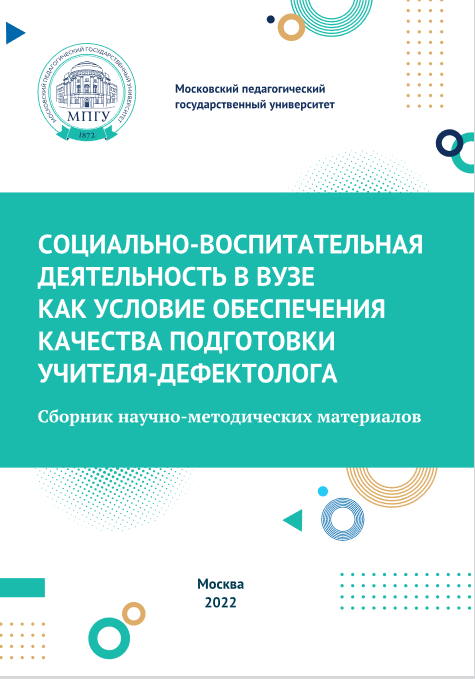 МОСКОВСКИЙ ПЕДАГОГИЧЕСКИЙ ГОСУДАРСТВЕННЫЙ УНИВЕРСИТЕТ
МПГУ
1872
Московский педагогический
государственный университет
СОЦИАЛЬНО-ВОСПИТАТЕЛЬНАЯ
ДЕЯТЕЛЬНОСТЬ В ВУЗЕ
КАК УСЛОВИЕ ОБЕСПЕЧЕНИЯ
КАЧЕСТВА ПОДГОТОВКИ
УЧИТЕЛЯ-ДЕФЕКТОЛОГА
Сборник научно-методических материалов
Москва
2022